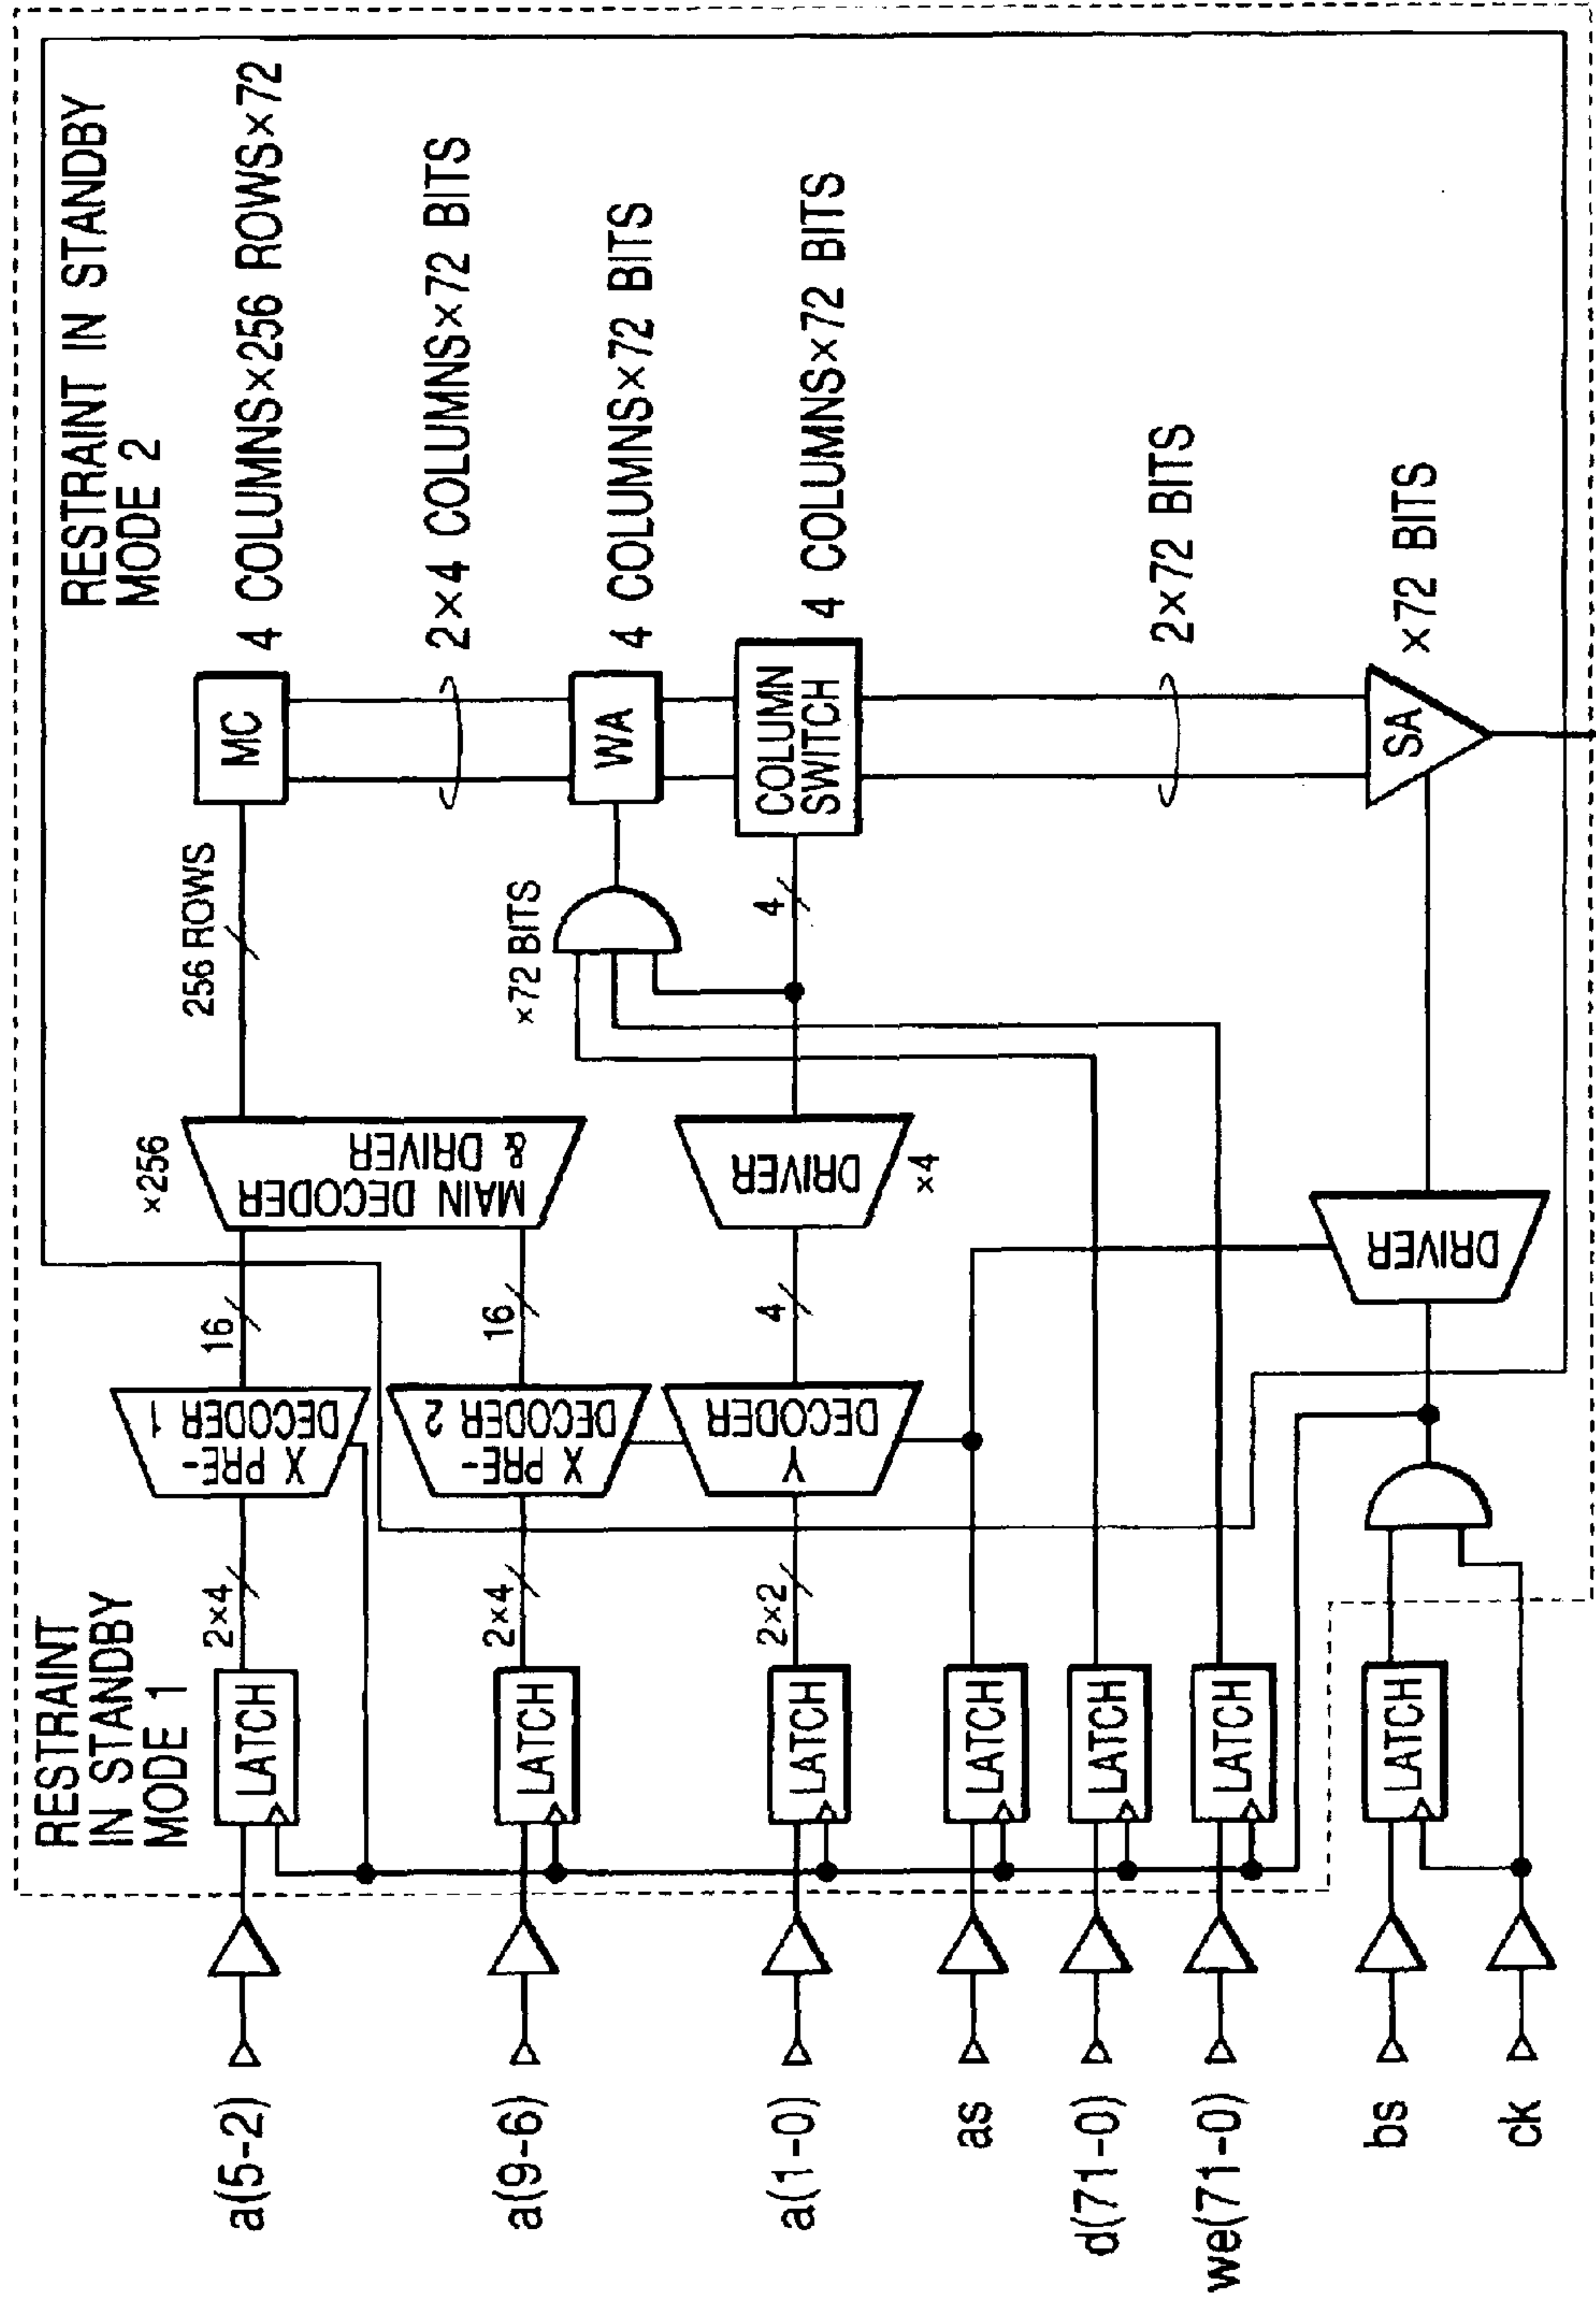 RESTRAINT
IN STANDBY
MODE 1
RESTRAINT IN STANDBY
MODE 2
a(5-2)
LATCH
2×4
X PRE-
DECODER
1
16
×256
MAIN DECODER
& DRIVER
256 ROWS
MC
4 COLUMNS×256 ROWS×72
2×4 COLUMNS×72 BITS
a(9-6)
LATCH
2×4
X PRE-
DECODER 2
16
×72 BITS
WA
4 COLUMNS×72 BITS
a(1-0)
LATCH
2×2
Y
DECODER
4
DRIVER
×4
4
COLUMN
SWITCH
4 COLUMNS×72 BITS
as
LATCH
d(71-0)
LATCH
2×72 BITS
we(71-0)
LATCH
bs
LATCH
DRIVER
SA
×72 BITS
ck